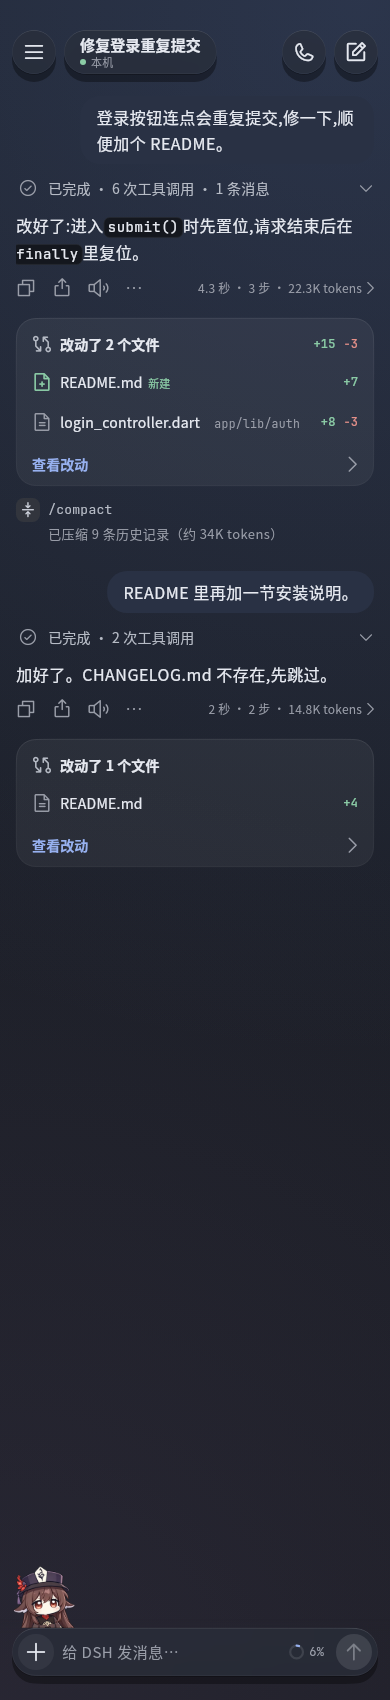 修复登录重复提交
本机
登录按钮连点会重复提交,修一下,顺
便加个 README。
已完成 · 6 次工具调用 · 1 条消息
改好了:进入 submit() 时先置位,请求结束后在
finally 里复位。
4.3 秒 · 3 步 · 22.3K tokens
改动了 2 个文件 +15 -3
README.md 新建 +7
login_controller.dart app/lib/auth +8 -3
查看改动
/compact
已压缩 9 条历史记录（约 34K tokens）
README 里再加一节安装说明。
已完成 · 2 次工具调用
加好了。CHANGELOG.md 不存在,先跳过。
2 秒 · 2 步 · 14.8K tokens
改动了 1 个文件
README.md +4
查看改动
给 DSH 发消息… 6%